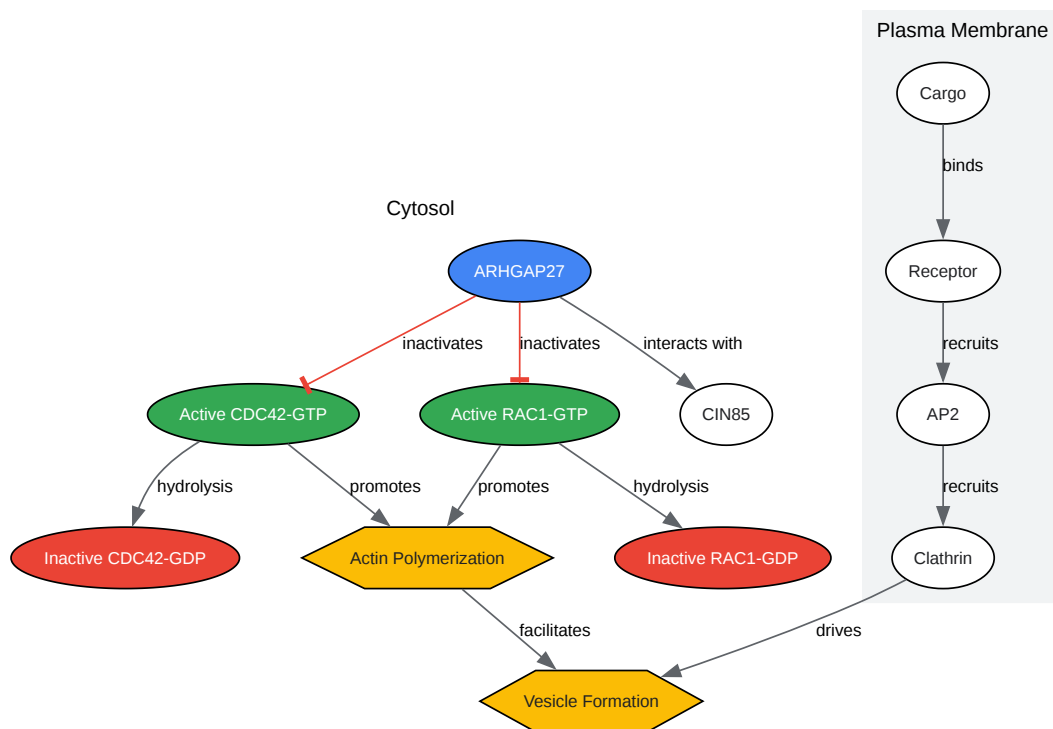 Plasma Membrane
Cargo
binds
Cytosol
ARHGAP27
Receptor
inactivates
inactivates
interacts with
recruits
Active CDC42-GTP
Active RAC1-GTP
CIN85
AP2
hydrolysis
promotes
promotes
hydrolysis
recruits
Inactive CDC42-GDP
Actin Polymerization
Inactive RAC1-GDP
Clathrin
facilitates
drives
Vesicle Formation